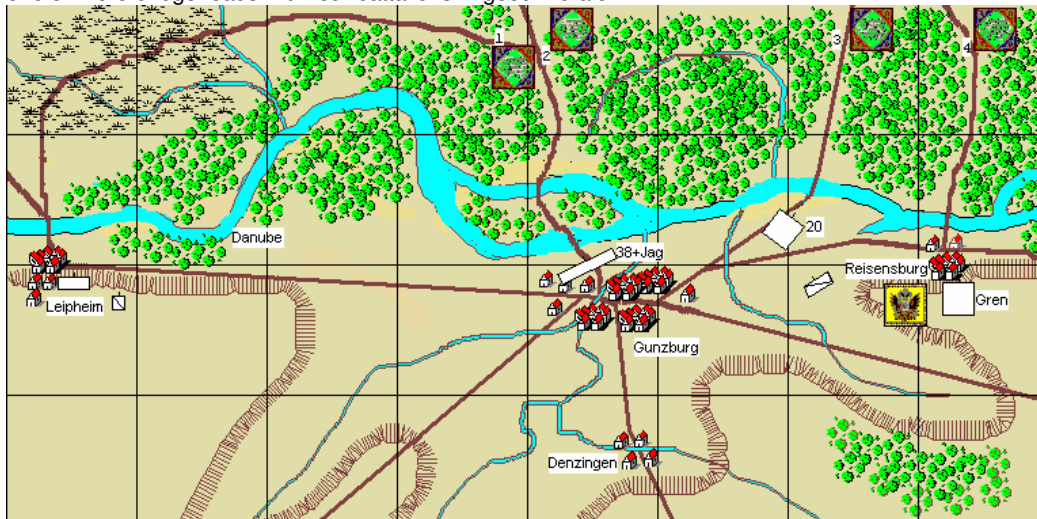 1
2
3
4
Danube
38+Jag
20
Reisensburg
Leipheim
Gren
Gunzburg
Denzingen